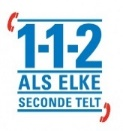 1-1-2
ALS ELKE
SECONDE TELT